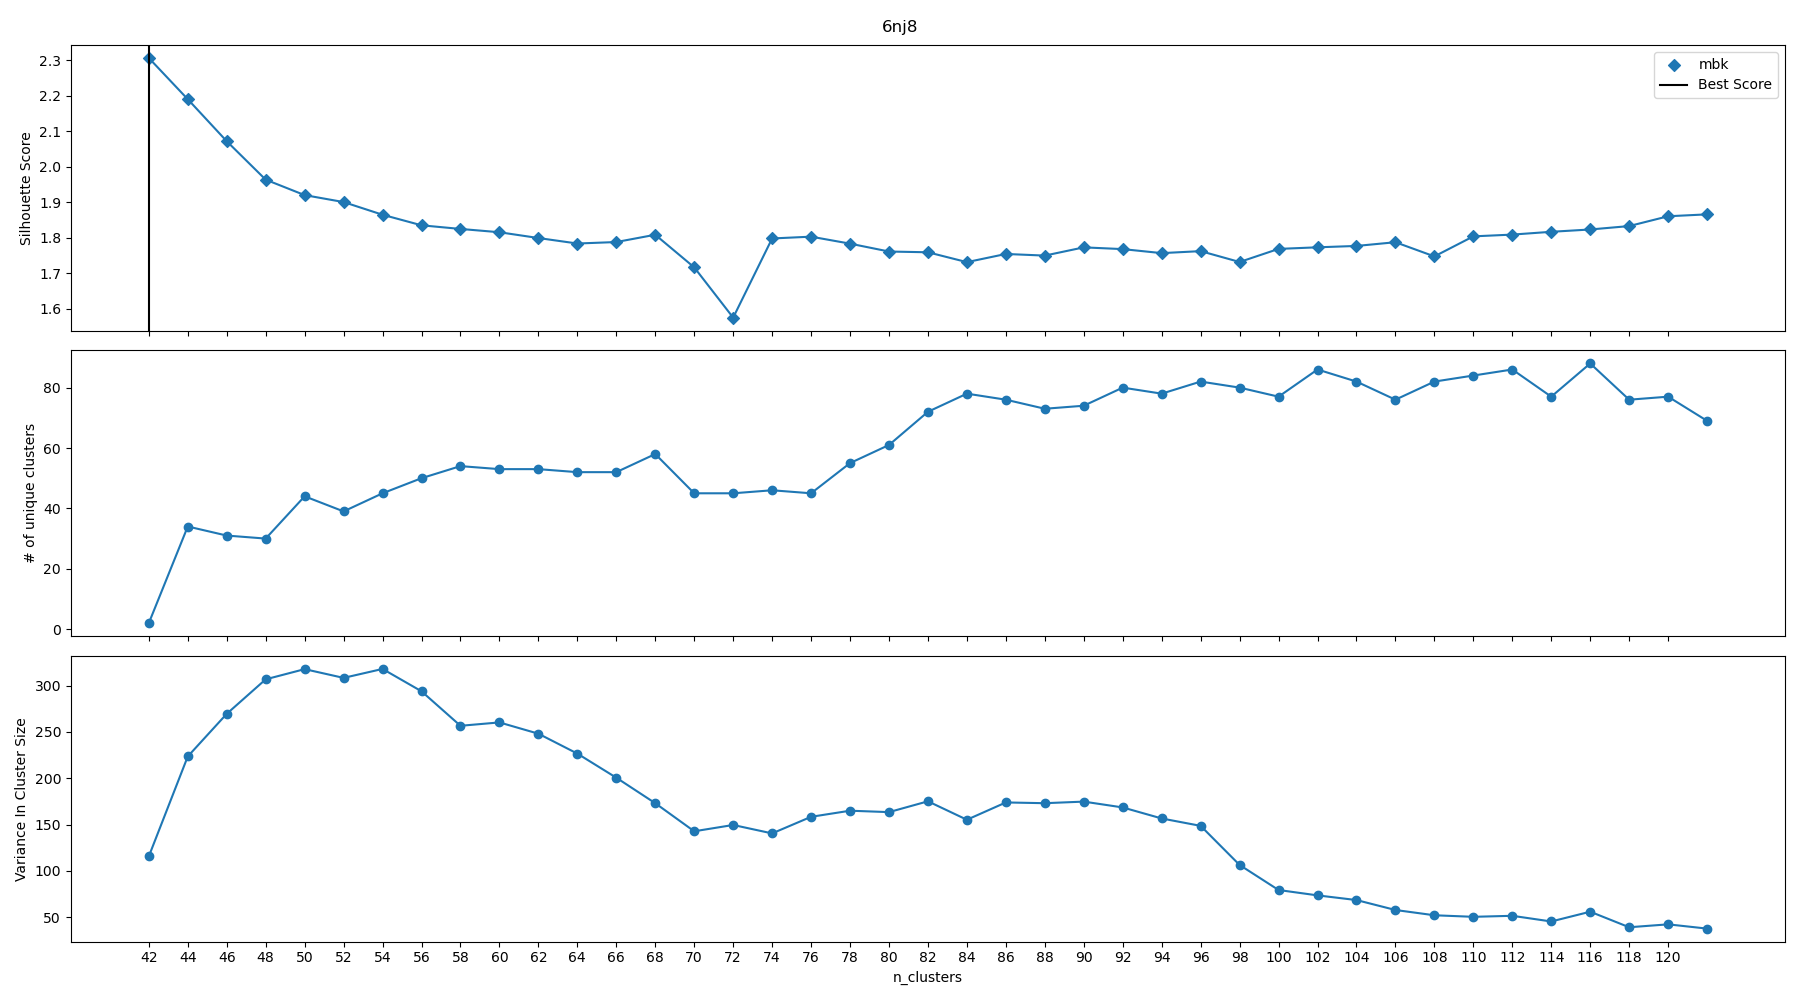 6nj8
mbk
Best Score
Silhouette Score
2.3
2.2
2.1
2.0
1.9
1.8
1.7
1.6
# of unique clusters
80
60
40
20
0
Variance In Cluster Size
300
250
200
150
100
50
42 44 46 48 50 52 54 56 58 60 62 64 66 68 70 72 74 76 78 80 82 84 86 88 90 92 94 96 98 100 102 104 106 108 110 112 114 116 118 120
n_clusters